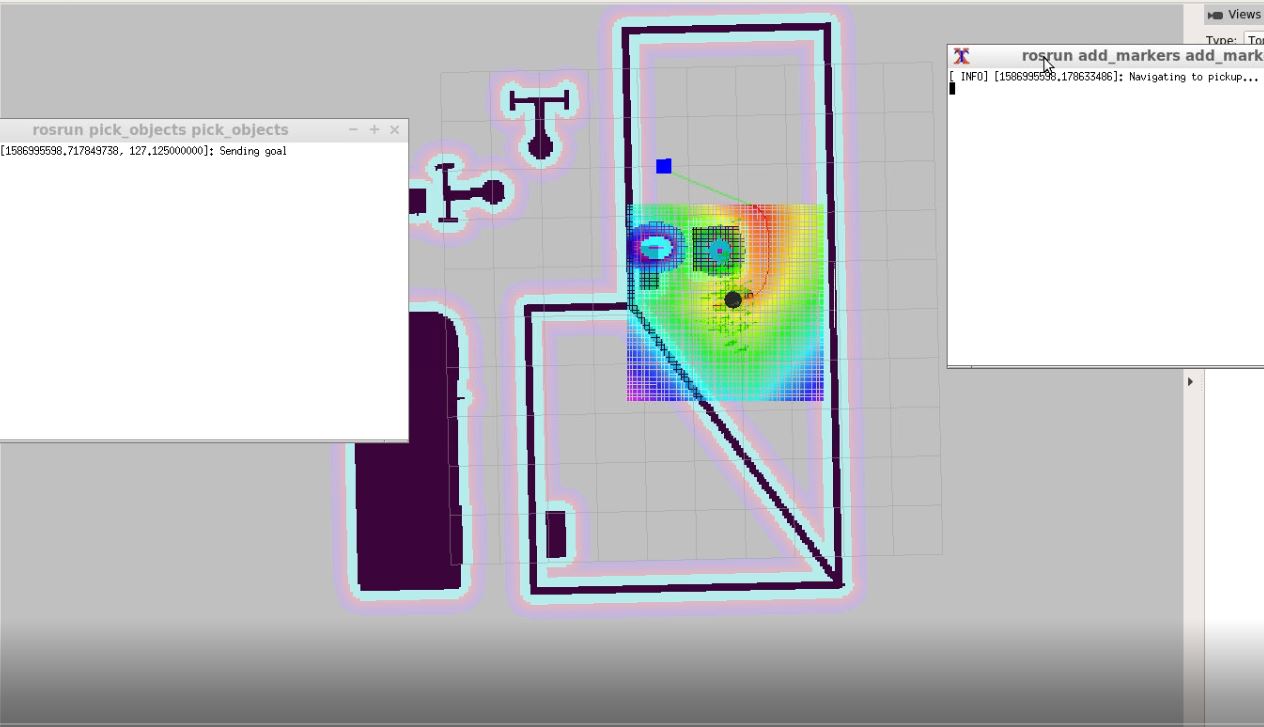 Views
Type:
rosrun add_markers add_mark
[ INFO] [1586995598.178633486]: Navigating to pickup...
rosrun pick_objects pick_objects
[1586995598.717849738, 127.125000000]: Sending goal